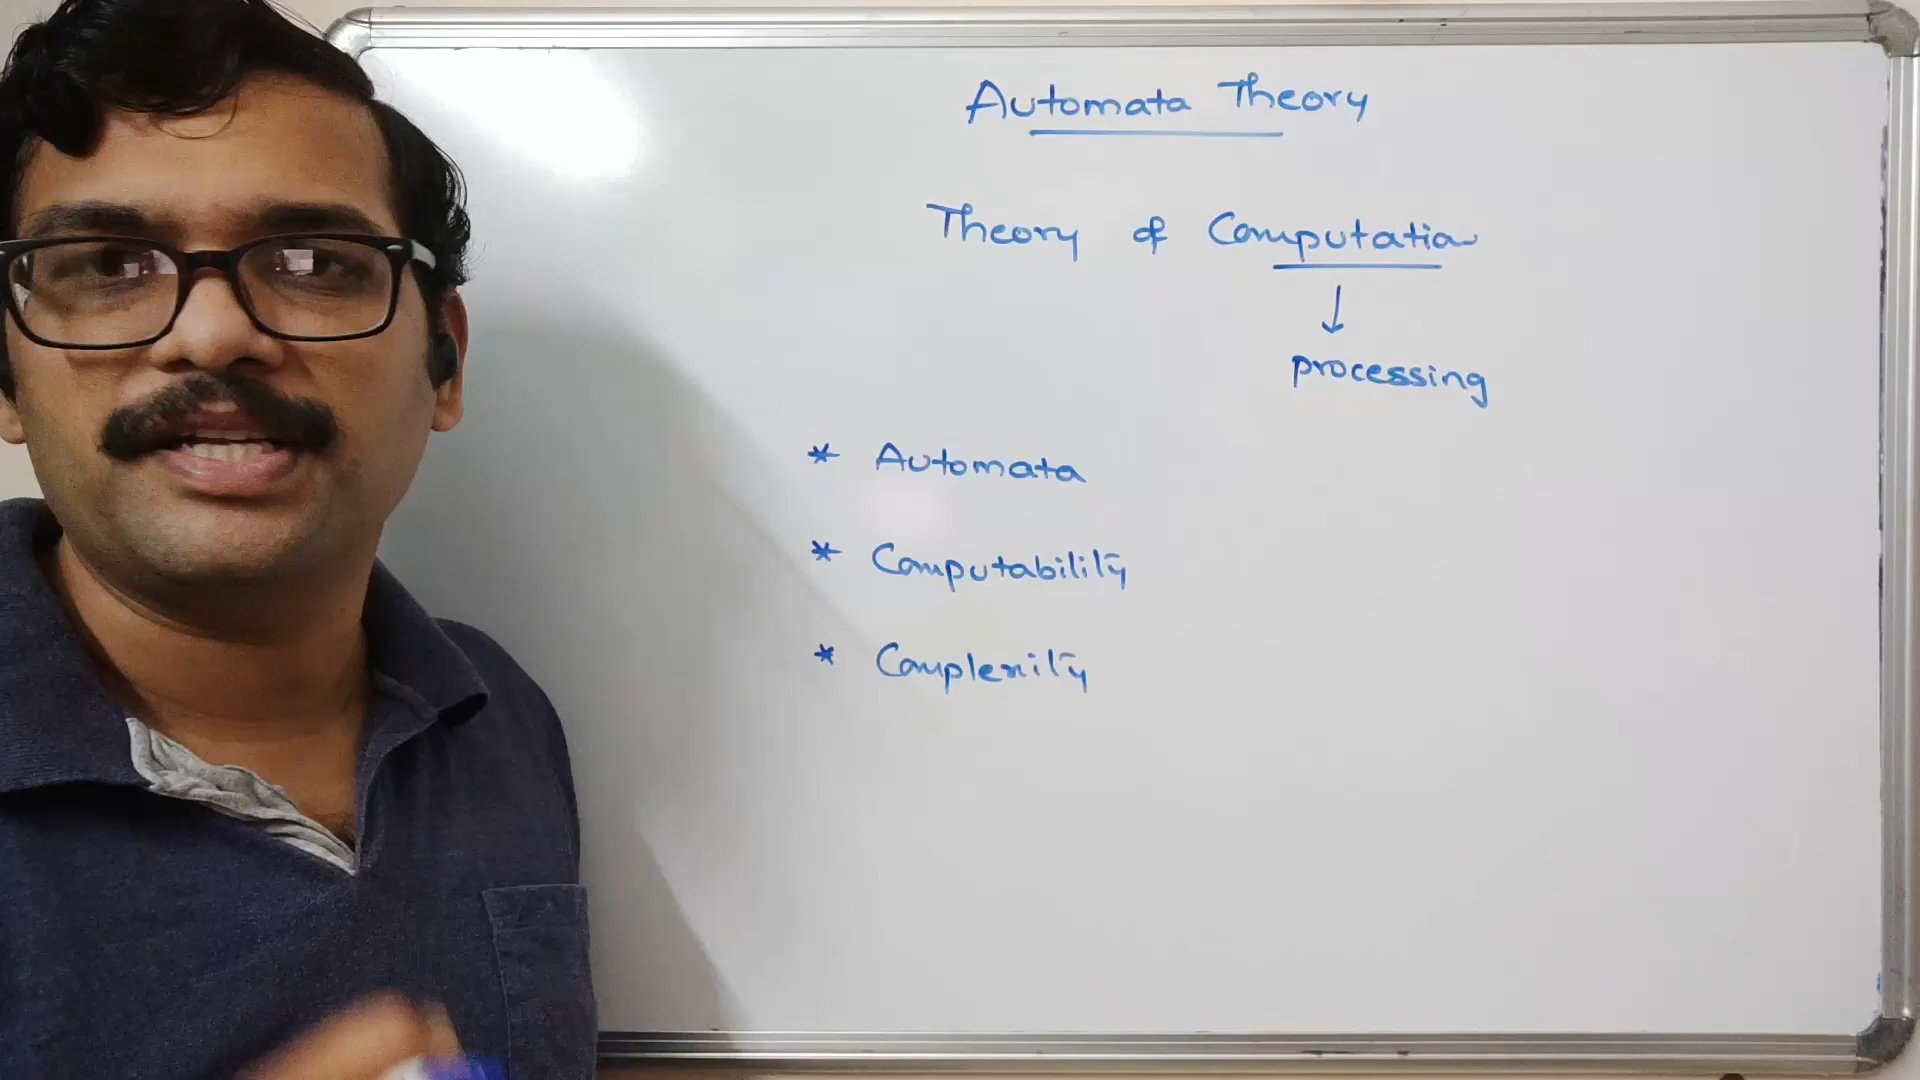 Automata Theory
Theory of Computation
↓
processing
* Automata
* Computability
* Complexity